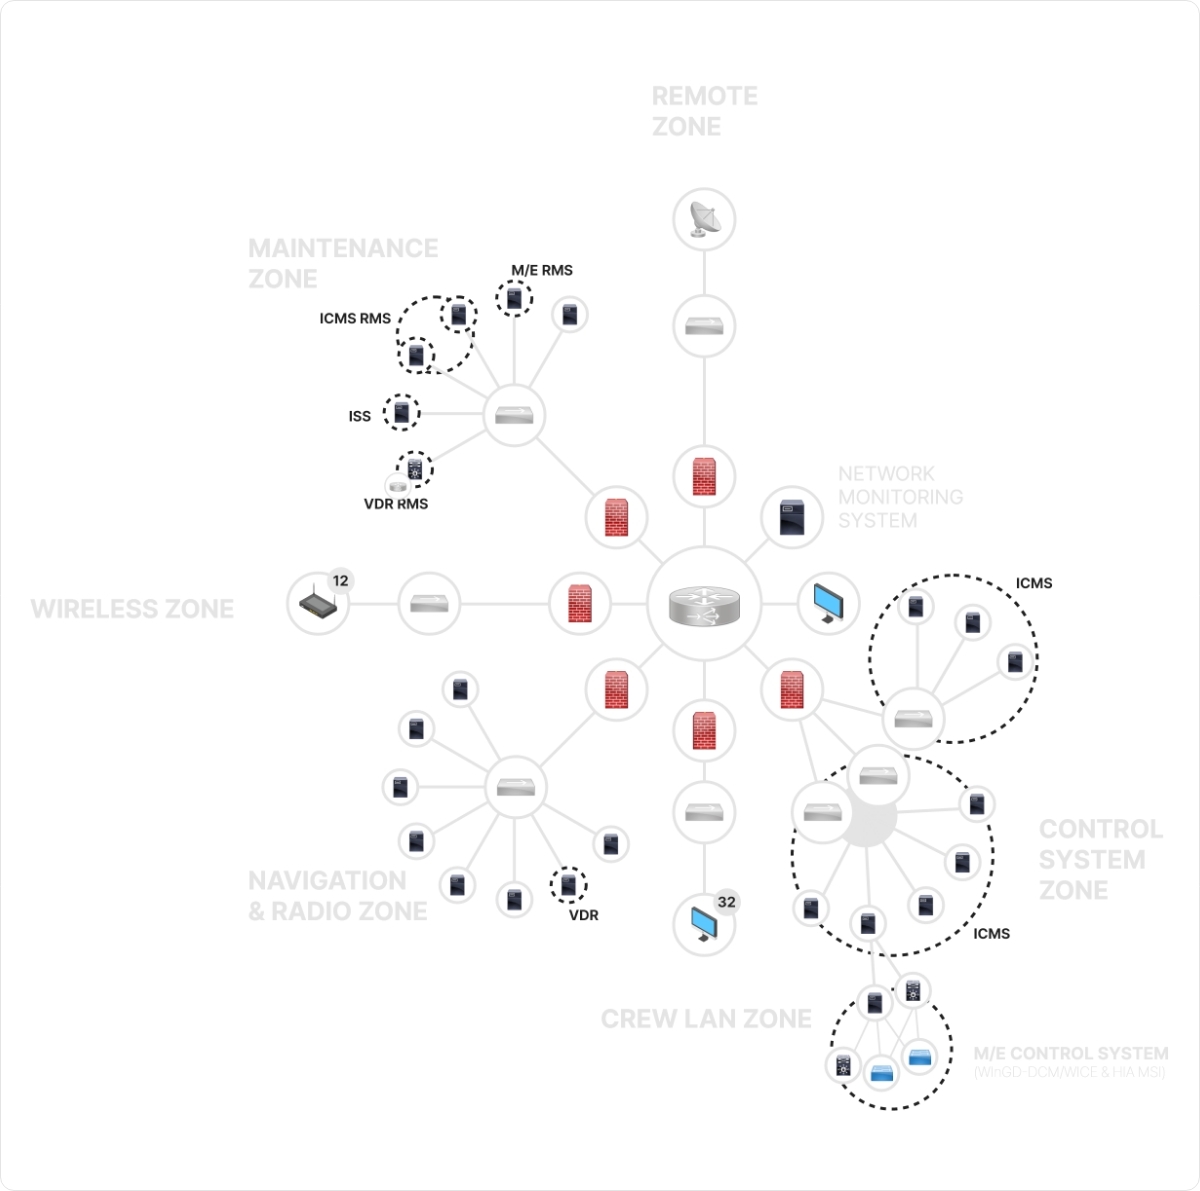 REMOTE
ZONE
MAINTENANCE
ZONE
M/E RMS
ICMS RMS
ISS
VDR RMS
NETWORK
MONITORING
SYSTEM
12
WIRELESS ZONE
ICMS
NAVIGATION
& RADIO ZONE
VDR
32
CONTROL
SYSTEM
ZONE
ICMS
CREW LAN ZONE
M/E CONTROL SYSTEM
(WInGD-DCM/WICE & HIA MSI)